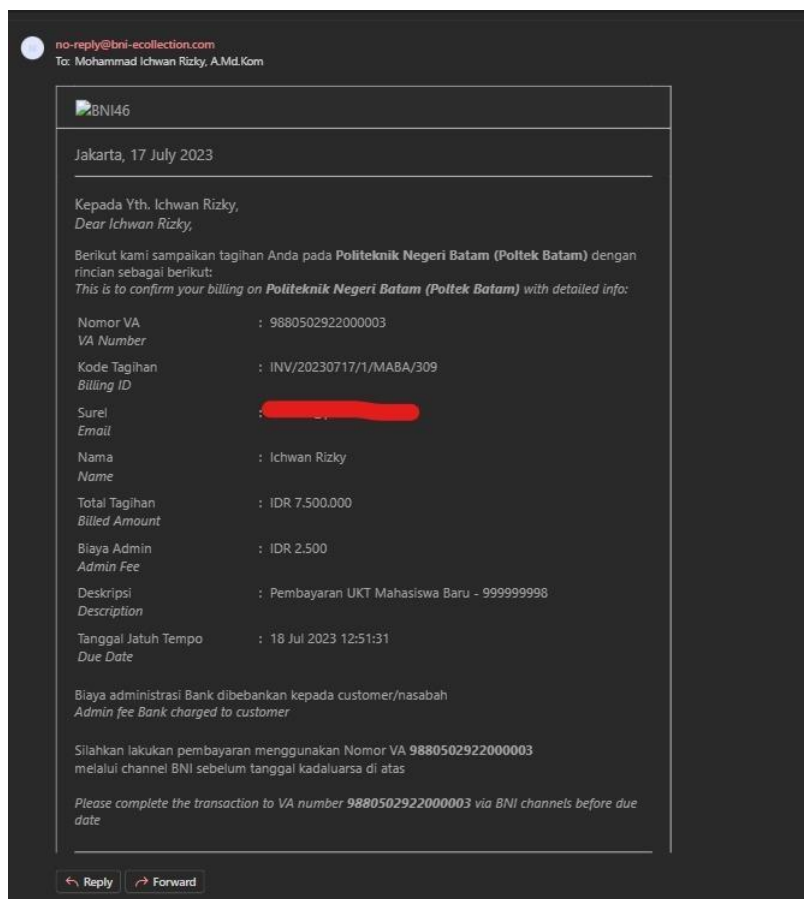 no-reply@bni-ecollection.com
To: Mohammad Ichwan Rizky, A.Md.Kom
BNI46
Jakarta, 17 July 2023
Kepada Yth. Ichwan Rizky,
Dear Ichwan Rizky,
Berikut kami sampaikan tagihan Anda pada Politeknik Negeri Batam (Poltek Batam) dengan
rincian sebagai berikut:
This is to confirm your billing on Politeknik Negeri Batam (Poltek Batam) with detailed info:
Nomor VA : 9880502922000003
VA Number
Kode Tagihan : INV/20230717/1/MABA/309
Billing ID
Surel :
Email
Nama : Ichwan Rizky
Name
Total Tagihan : IDR 7.500.000
Billed Amount
Biaya Admin : IDR 2.500
Admin Fee
Deskripsi : Pembayaran UKT Mahasiswa Baru - 999999998
Description
Tanggal Jatuh Tempo : 18 Jul 2023 12:51:31
Due Date
Biaya administrasi Bank dibebankan kepada customer/nasabah
Admin fee Bank charged to customer
Silahkan lakukan pembayaran menggunakan Nomor VA 9880502922000003
melalui channel BNI sebelum tanggal kadaluarsa di atas
Please complete the transaction to VA number 9880502922000003 via BNI channels before due
date
Reply Forward